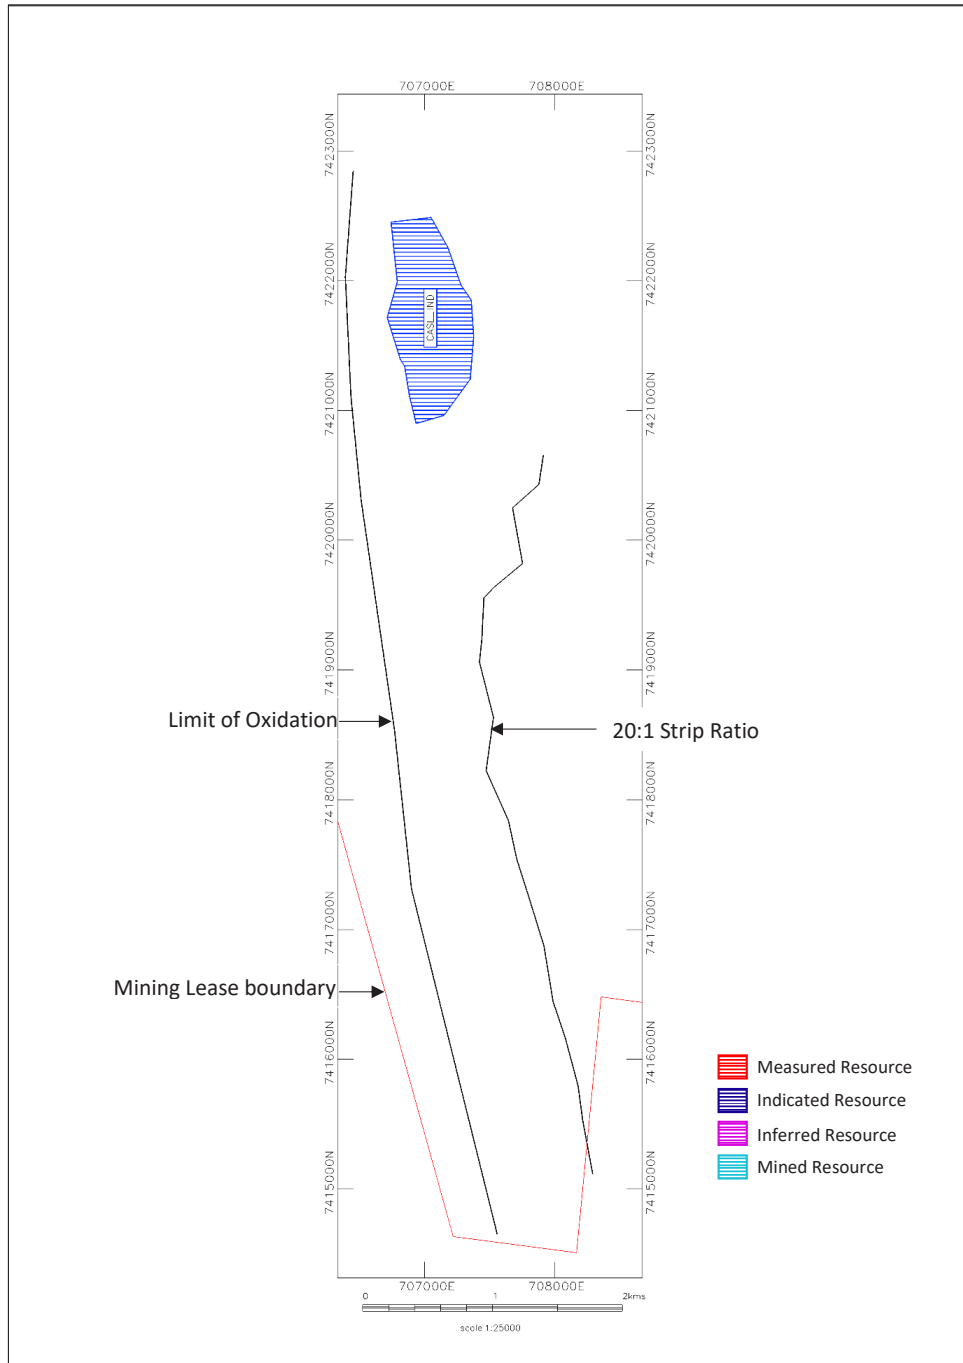 707000E 708000E
7423000N 7423000N
7422000N 7422000N
CASL_IND
7421000N 7421000N
7420000N 7420000N
7419000N 7419000N
Limit of Oxidation
20:1 Strip Ratio
7418000N 7418000N
7417000N 7417000N
Mining Lease boundary
7416000N 7416000N
Measured Resource
Indicated Resource
Inferred Resource
Mined Resource
7415000N 7415000N
707000E 708000E
0 1 2kms
scale 1:25000